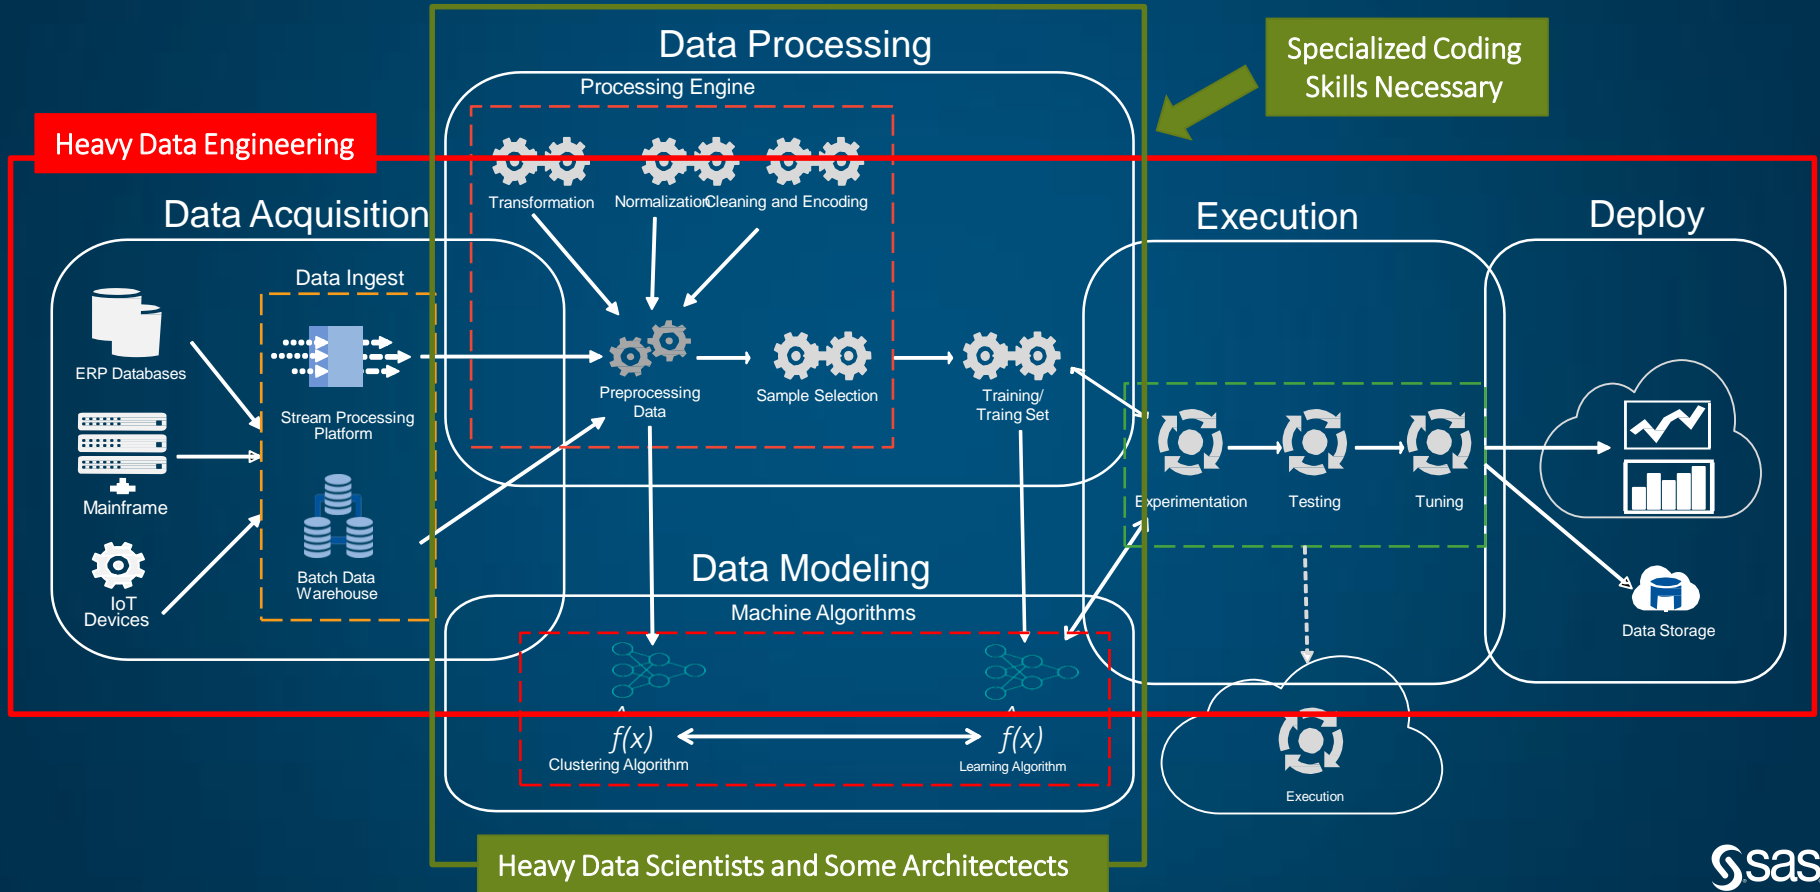 Data Processing
Processing Engine
Specialized Coding
Skills Necessary
Heavy Data Engineering
Transformation
Normalization
Cleaning and Encoding
Data Acquisition
Execution
Deploy
Data Ingest
ERP Databases
Stream Processing
Platform
Preprocessing
Data
Sample Selection
Training/
Traing Set
Mainframe
Experimentation
Testing
Tuning
Batch Data
Warehouse
IoT
Devices
Data Modeling
Machine Algorithms
Data Storage
f(x)
Clustering Algorithm
f(x)
Learning Algorithm
Execution
Heavy Data Scientists and Some Architectects
sas